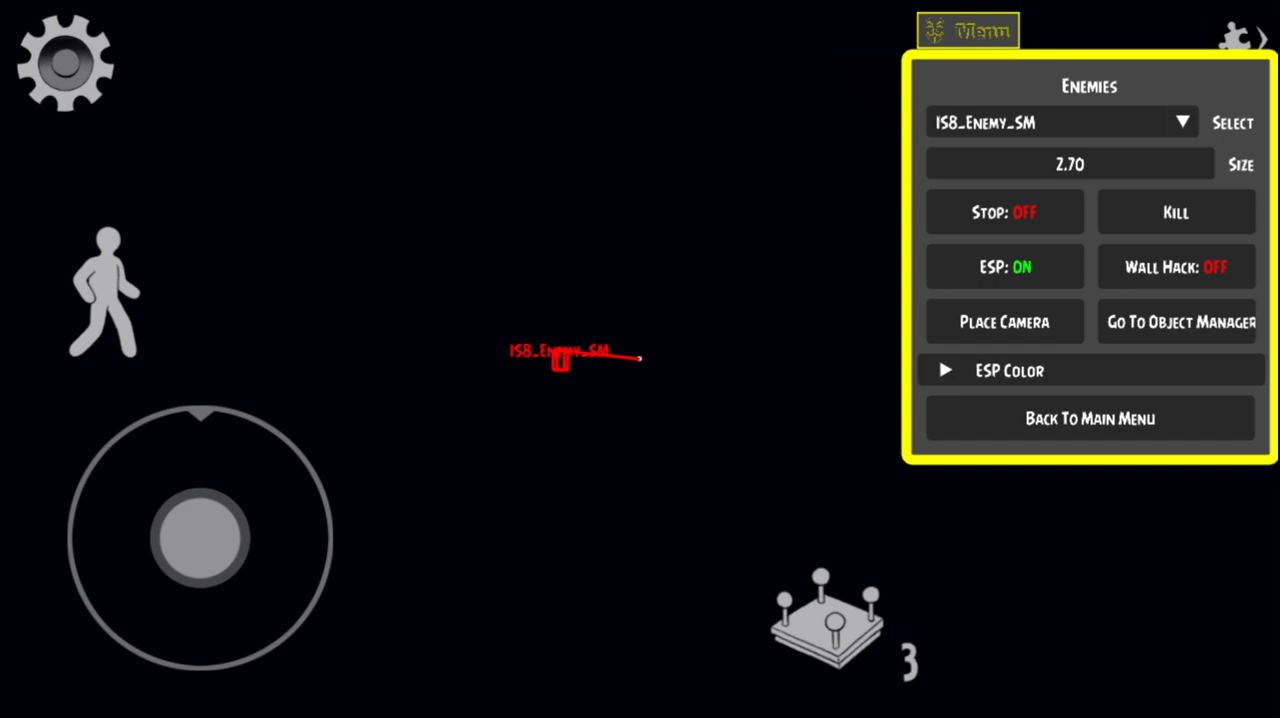 Menu
Enemies
IS8_Enemy_SM
Select
2.70
Size
Stop: OFF
Kill
ESP: ON
Wall Hack: OFF
Place Camera
Go To Object Manager
ESP Color
Back To Main Menu
IS8_Enemy_SM
3